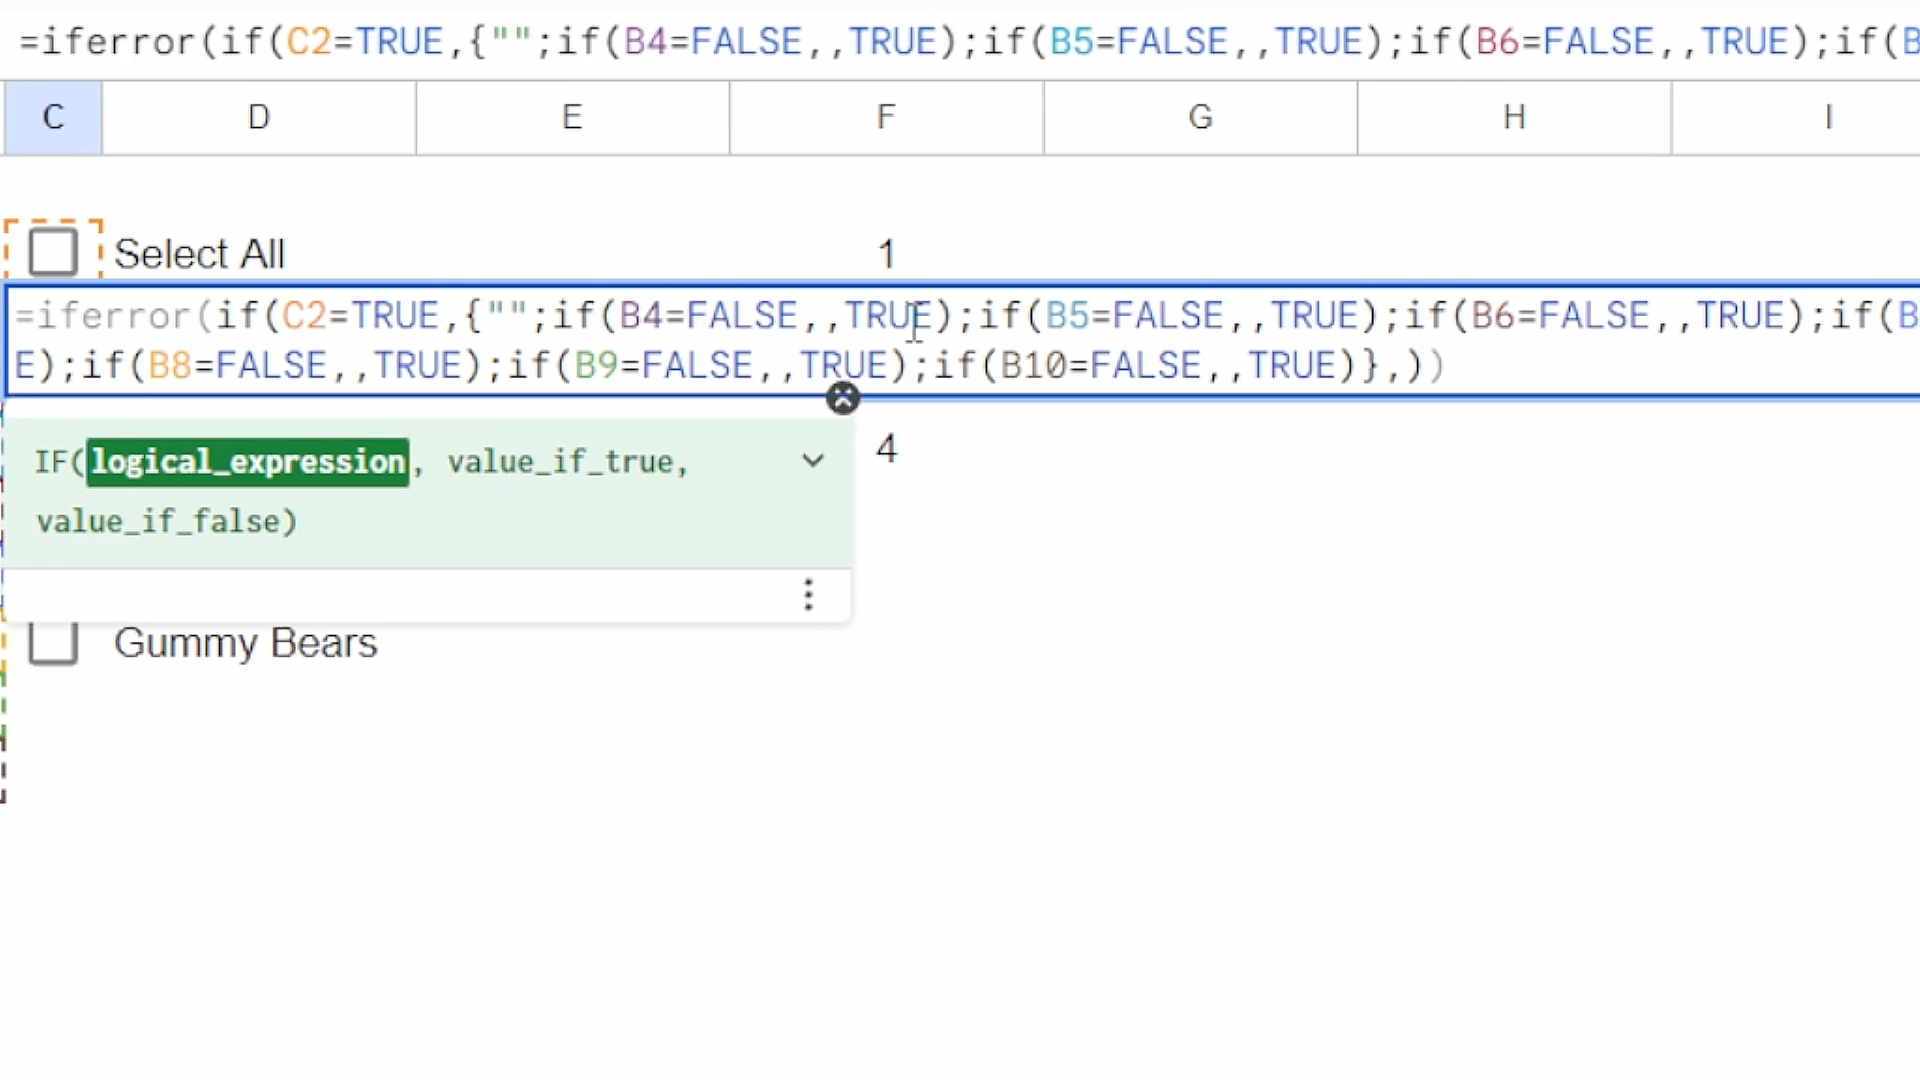 =iferror(if(C2=TRUE,{"";if(B4=FALSE,,TRUE);if(B5=FALSE,,TRUE);if(B6=FALSE,,TRUE);if(B
C D E F G H I
Select All 1
=iferror(if(C2=TRUE,{"";if(B4=FALSE,,TRUE);if(B5=FALSE,,TRUE);if(B6=FALSE,,TRUE);if(B
E);if(B8=FALSE,,TRUE);if(B9=FALSE,,TRUE);if(B10=FALSE,,TRUE)},))
4
IF(logical_expression, value_if_true,
value_if_false)
Gummy Bears